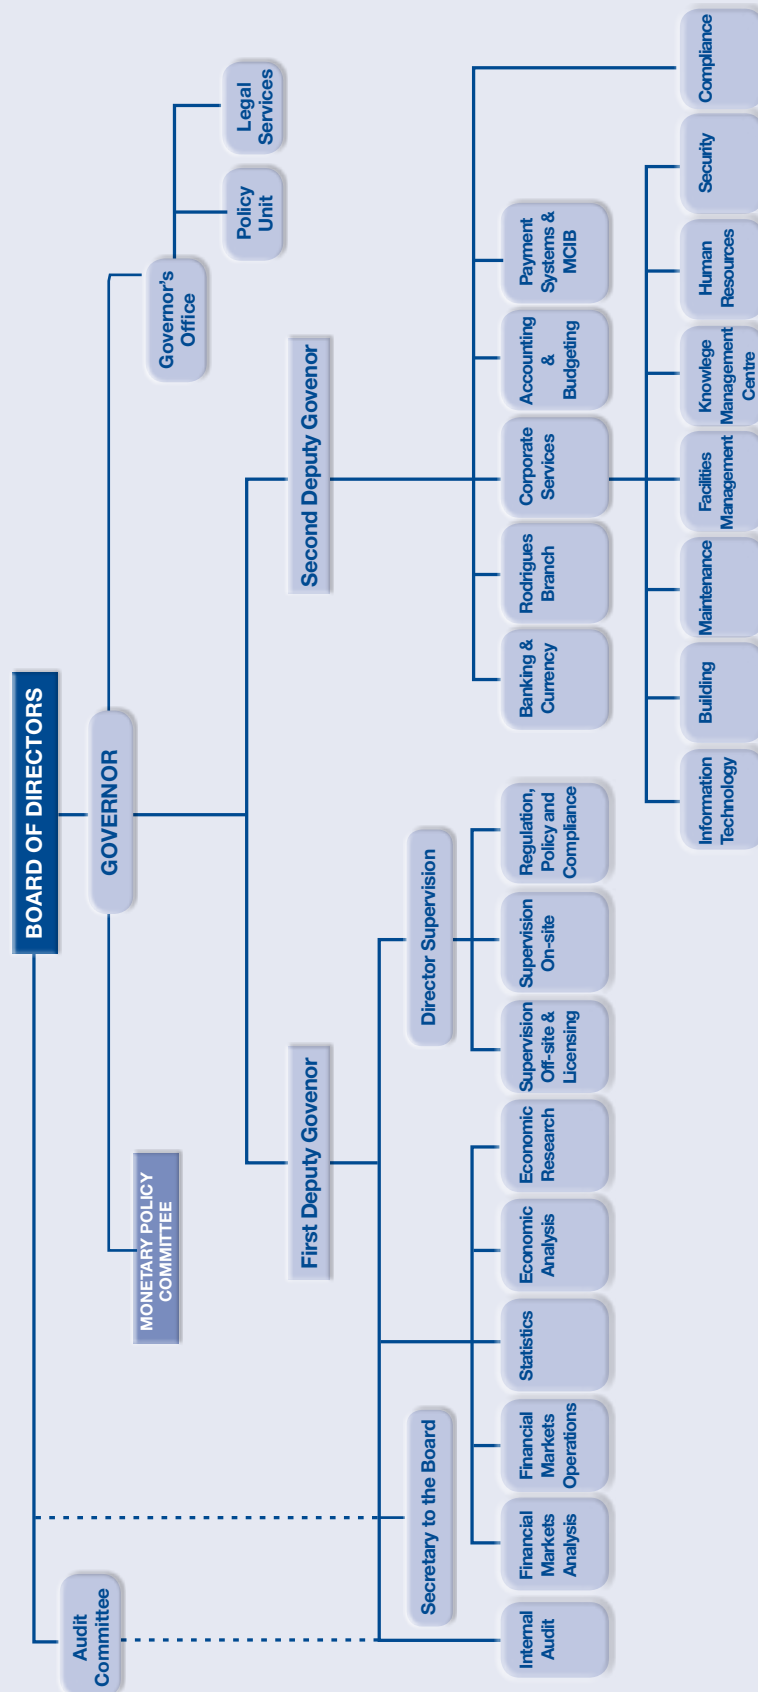 BOARD OF DIRECTORS
Audit
Committee
GOVERNOR
MONETARY POLICY
COMMITTEE
Governor's
Office
Policy
Unit
Legal
Services
First Deputy Govenor
Second Deputy Govenor
Secretary to the Board
Director Supervision
Internal
Audit
Financial
Markets
Analysis
Financial
Markets
Operations
Statistics
Economic
Analysis
Economic
Research
Supervision
Off-site &
Licensing
Supervision
On-site
Regulation,
Policy and
Compliance
Banking &
Currency
Rodrigues
Branch
Corporate
Services
Accounting
&
Budgeting
Payment
Systems &
MCIB
Information
Technology
Building
Maintenance
Facilities
Management
Knowlege
Management
Centre
Human
Resources
Security
Compliance